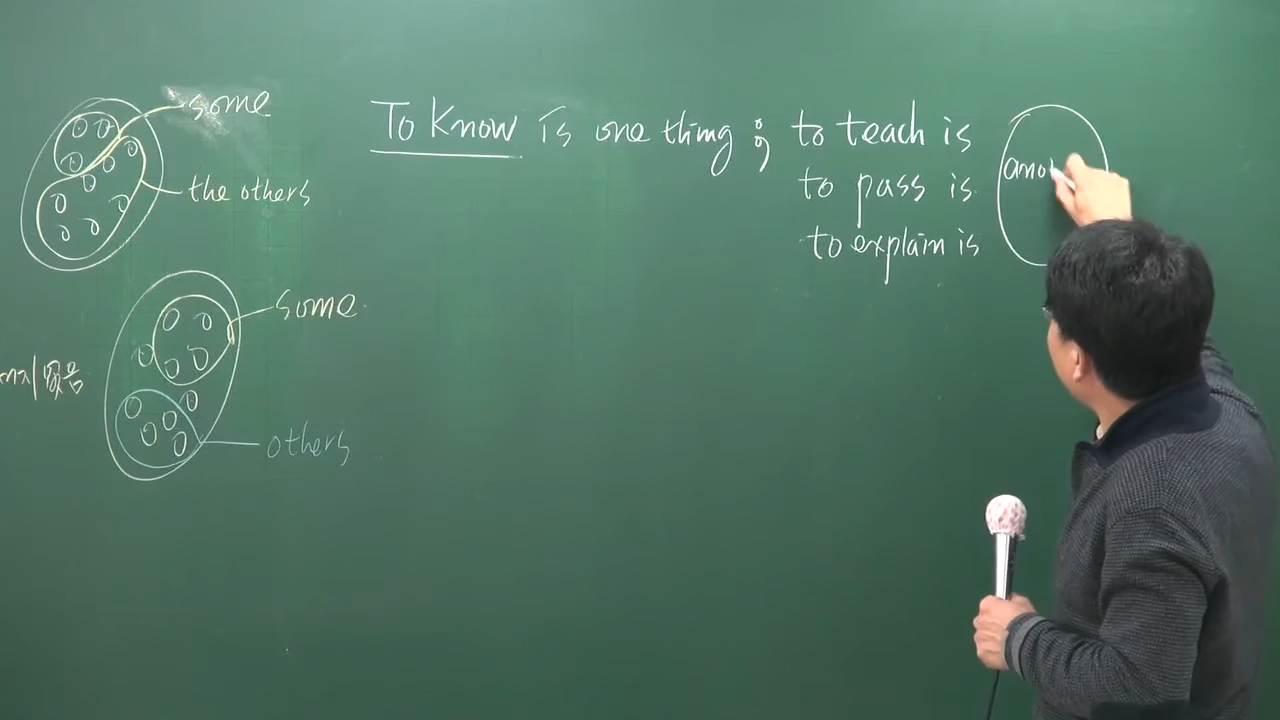 some
the others
some
others
To Know is one thing ; to teach is
to pass is
to explain is